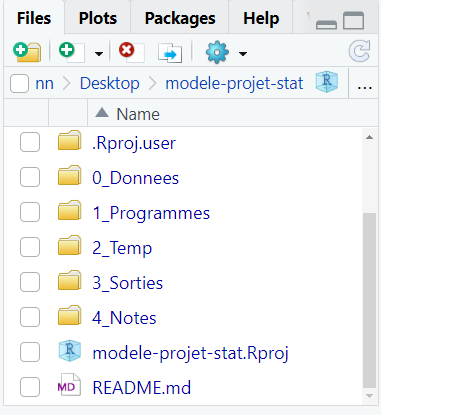 Files Plots Packages Help
nn Desktop modele-projet-stat ...
Name
.Rproj.user
0_Donnees
1_Programmes
2_Temp
3_Sorties
4_Notes
R modele-projet-stat.Rproj
MD README.md